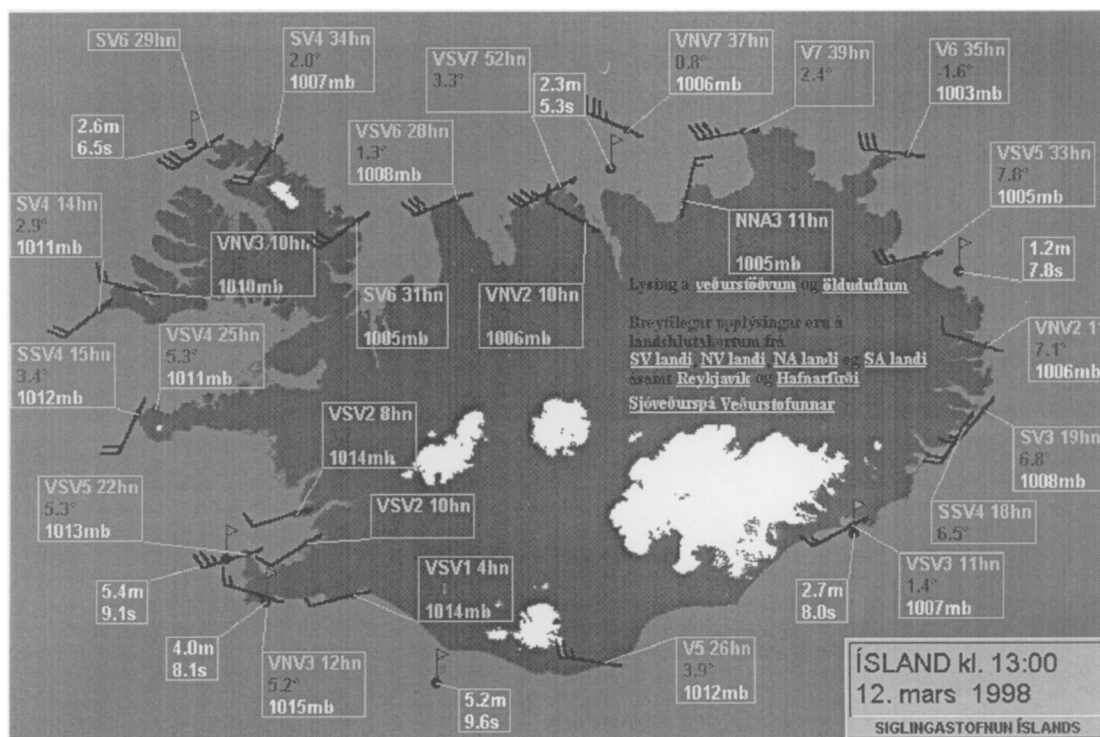 SV6 29hn
SV4 34hn
2.0°
1007mb
VSV7 52hn
3.3°
2.3m
5.3s
VNV7 37hn
0.8°
1006mb
V7 39hn
2.4°
V6 35hn
-1.6°
1003mb
2.6m
6.5s
VSV6 28hn
1.3°
1008mb
VSV5 33hn
7.8°
1005mb
SV4 14hn
2.9°
1011mb
VNV3 10hn
1010mb
NNA3 11hn
1005mb
1.2m
7.8s
SV6 31hn
1005mb
VNV2 10hn
1006mb
Lýsing á veðurstöðvum og ölduduflum
Breytilegar upplýsingar eru á
landshlutakortum frá
SV landi, NV landi, NA landi og SA landi
ásamt Reykjavík og Hafnarfirði
Sjóveðurspá Veðurstofunnar
VSV4 25hn
5.3°
1011mb
VNV2 11
7.1°
1006mb
SSV4 15hn
3.4°
1012mb
VSV2 8hn
1014mb
SV3 19hn
6.8°
1008mb
VSV5 22hn
5.3°
1013mb
VSV2 10hn
SSV4 18hn
6.5°
VSV1 4hn
1014mb
VSV3 11hn
1.4°
1007mb
5.4m
9.1s
2.7m
8.0s
4.0m
8.1s
VNV3 12hn
5.2°
1015mb
5.2m
9.6s
V5 26hn
3.9°
1012mb
ÍSLAND kl. 13:00
12. mars 1998
SIGLINGASTOFNUN ÍSLANDS